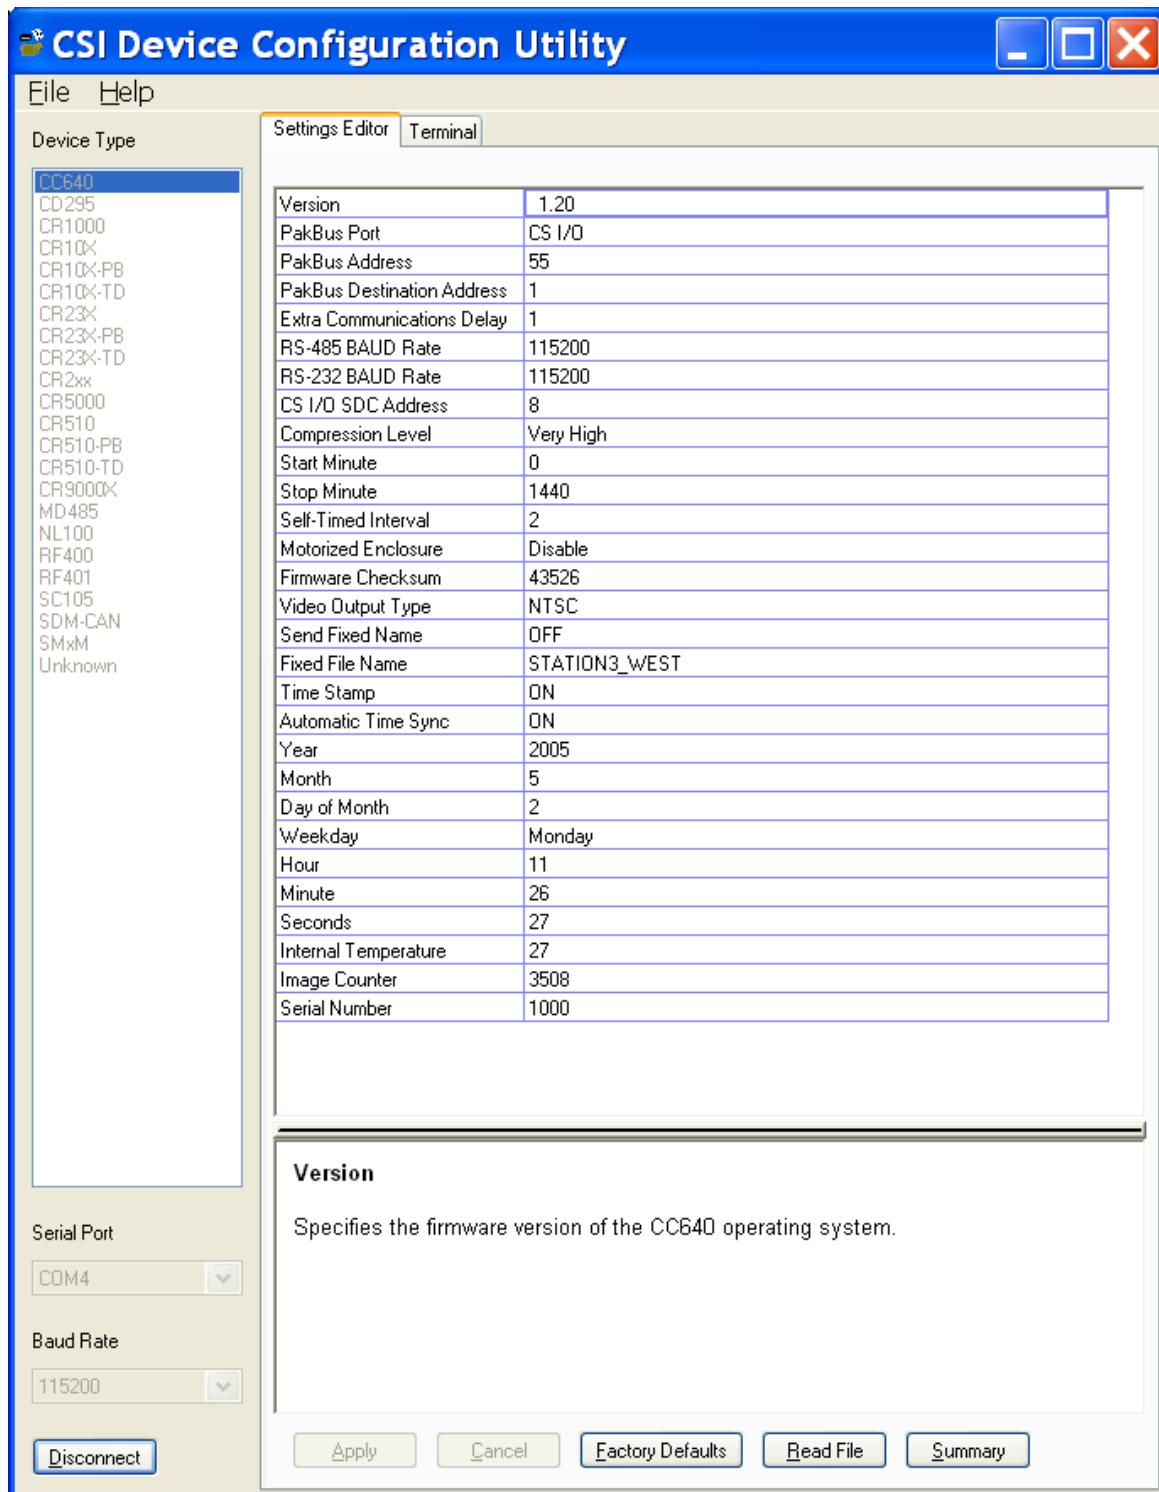 CSI Device Configuration Utility
File Help
Device Type
CC640
CD295
CR1000
CR10X
CR10X-PB
CR10X-TD
CR23X
CR23X-PB
CR23X-TD
CR2xx
CR5000
CR510
CR510-PB
CR510-TD
CR9000X
MD485
NL100
RF400
RF401
SC105
SDM-CAN
SMxM
Unknown
Serial Port
COM4
Baud Rate
115200
Disconnect
Settings Editor Terminal
Version 1.20
PakBus Port CS I/O
PakBus Address 55
PakBus Destination Address 1
Extra Communications Delay 1
RS-485 BAUD Rate 115200
RS-232 BAUD Rate 115200
CS I/O SDC Address 8
Compression Level Very High
Start Minute 0
Stop Minute 1440
Self-Timed Interval 2
Motorized Enclosure Disable
Firmware Checksum 43526
Video Output Type NTSC
Send Fixed Name OFF
Fixed File Name STATION3_WEST
Time Stamp ON
Automatic Time Sync ON
Year 2005
Month 5
Day of Month 2
Weekday Monday
Hour 11
Minute 26
Seconds 27
Internal Temperature 27
Image Counter 3508
Serial Number 1000
Version
Specifies the firmware version of the CC640 operating system.
Apply Cancel Factory Defaults Read File Summary